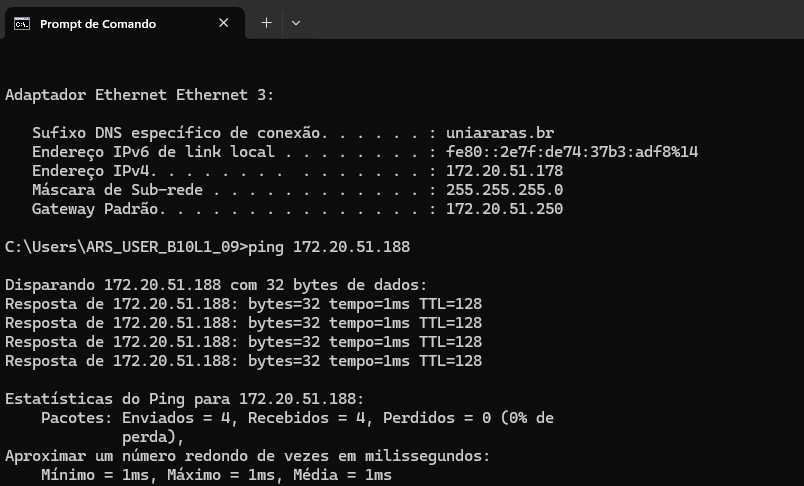 Prompt de Comando
Adaptador Ethernet Ethernet 3:
Sufixo DNS específico de conexão. . . . . . : uniararas.br
Endereço IPv6 de link local . . . . . . . . : fe80::2e7f:de74:37b3:adf8%14
Endereço IPv4. . . . . . . .  . . . . . . . : 172.20.51.178
Máscara de Sub-rede . . . . . . . . . . . . : 255.255.255.0
Gateway Padrão. . . . . . . . . . . . . . . : 172.20.51.250
C:\Users\ARS_USER_B10L1_09>ping 172.20.51.188
Disparando 172.20.51.188 com 32 bytes de dados:
Resposta de 172.20.51.188: bytes=32 tempo=1ms TTL=128
Resposta de 172.20.51.188: bytes=32 tempo=1ms TTL=128
Resposta de 172.20.51.188: bytes=32 tempo=1ms TTL=128
Resposta de 172.20.51.188: bytes=32 tempo=1ms TTL=128
Estatísticas do Ping para 172.20.51.188:
Pacotes: Enviados = 4, Recebidos = 4, Perdidos = 0 (0% de
perda),
Aproximar um número redondo de vezes em milissegundos:
Mínimo = 1ms, Máximo = 1ms, Média = 1ms